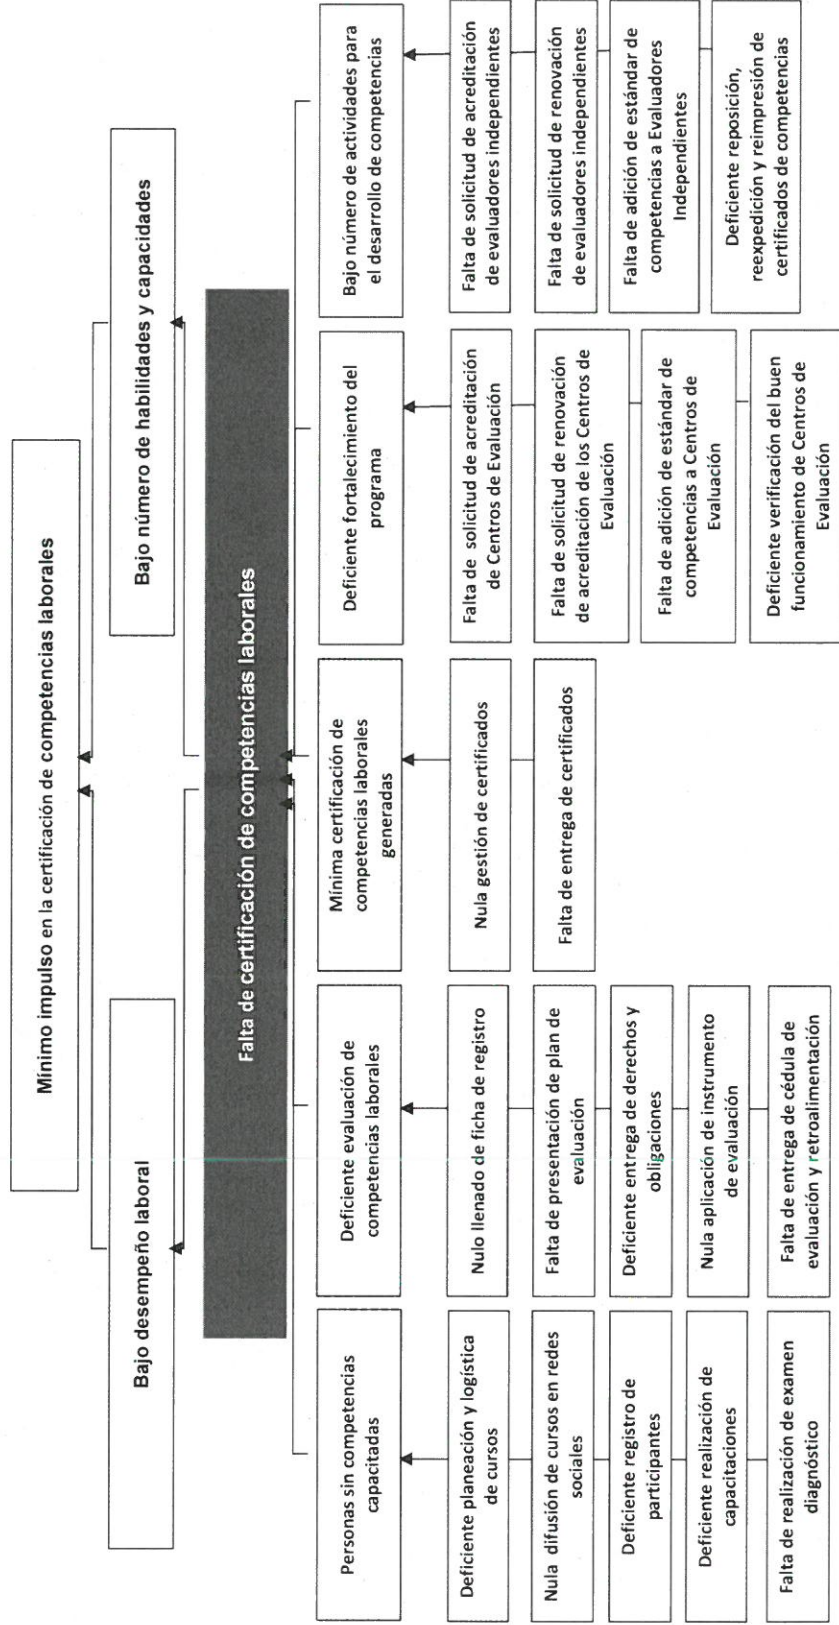 Mínimo impulso en la certificación de competencias laborales
Bajo desempeño laboral
Bajo número de habilidades y capacidades
Falta de certificación de competencias laborales
Personas sin competencias
capacitadas
Deficiente planeación y logística
de cursos
Nula difusión de cursos en redes
sociales
Deficiente registro de
participantes
Deficiente realización de
capacitaciones
Falta de realización de examen
diagnóstico
Deficiente evaluación de
competencias laborales
Nulo llenado de ficha de registro
Falta de presentación de plan de
evaluación
Deficiente entrega de derechos y
obligaciones
Nula aplicación de instrumento
de evaluación
Falta de entrega de cédula de
evaluación y retroalimentación
Mínima certificación de
competencias laborales
generadas
Nula gestión de certificados
Falta de entrega de certificados
Deficiente fortalecimiento del
programa
Falta de solicitud de acreditación
de Centros de Evaluación
Falta de solicitud de renovación
de acreditación de los Centros de
Evaluación
Falta de adición de estándar de
competencias a Centros de
Evaluación
Deficiente verificación del buen
funcionamiento de Centros de
Evaluación
Bajo número de actividades para
el desarrollo de competencias
Falta de solicitud de acreditación
de evaluadores independientes
Falta de solicitud de renovación
de evaluadores independientes
Falta de adición de estándar de
competencias a Evaluadores
Independientes
Deficiente reposición,
reexpedición y reimpresión de
certificados de competencias